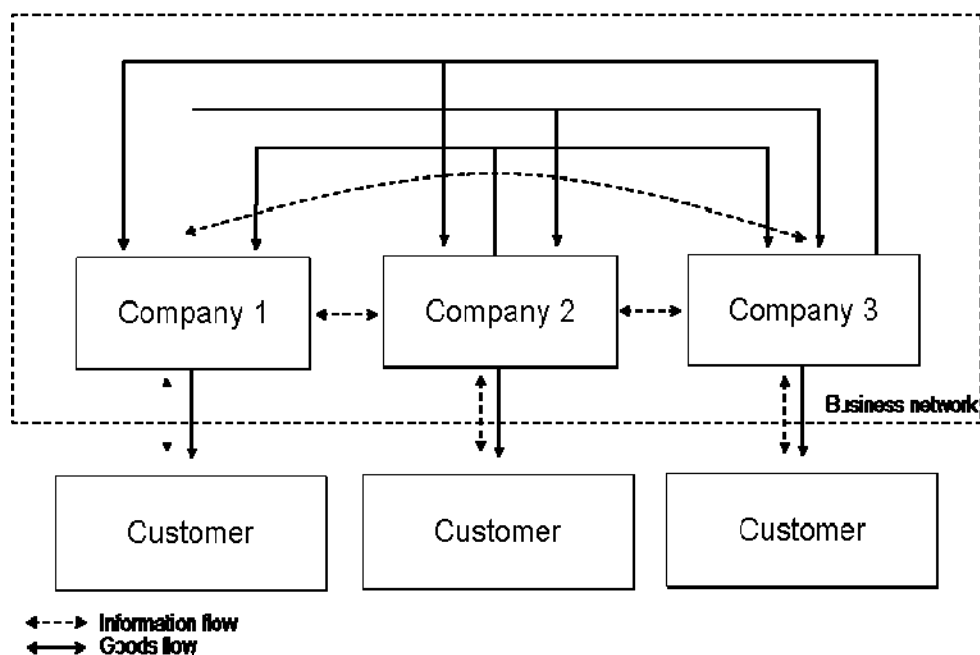 Company 1
Company 2
Company 3
Business network
Customer
Customer
Customer
Information flow
Goods flow